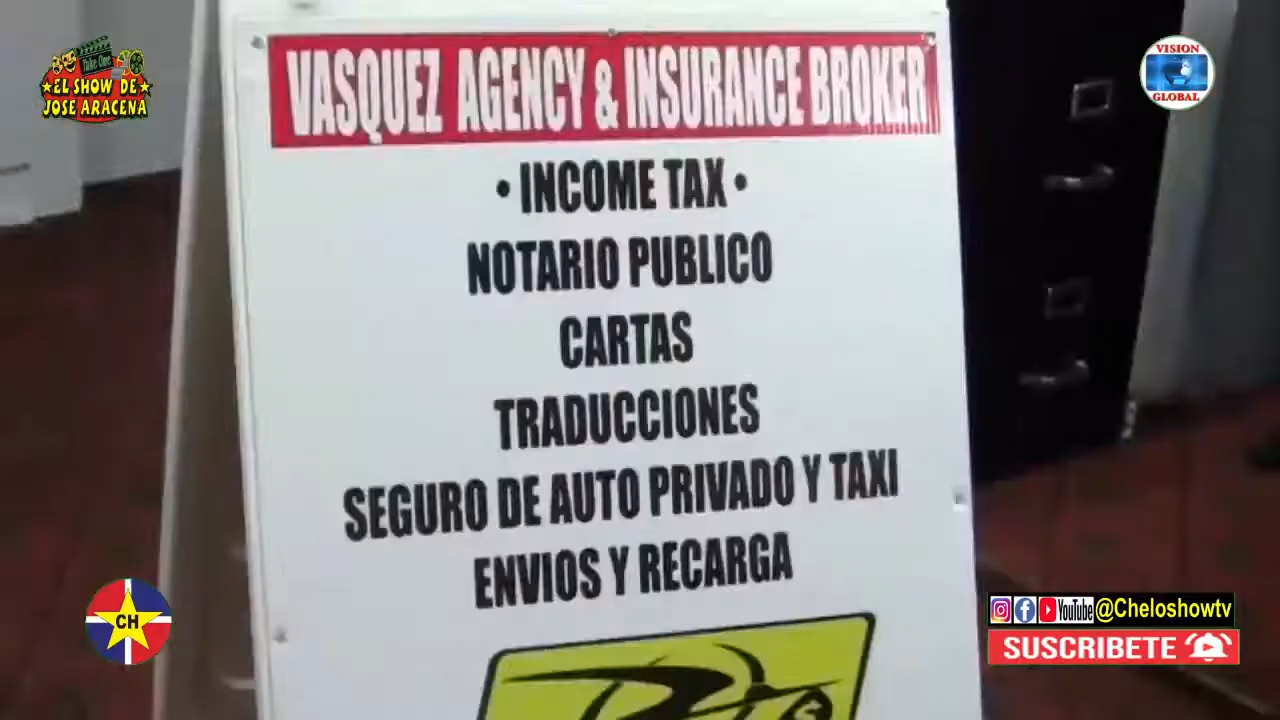 Take One
EL SHOW DE
JOSE ARACENA
VISION
GLOBAL
VASQUEZ AGENCY & INSURANCE BROKER
• INCOME TAX •
NOTARIO PUBLICO
CARTAS
TRADUCCIONES
SEGURO DE AUTO PRIVADO Y TAXI
ENVIOS Y RECARGA
CH
YouTube @Cheloshowtv
SUSCRIBETE